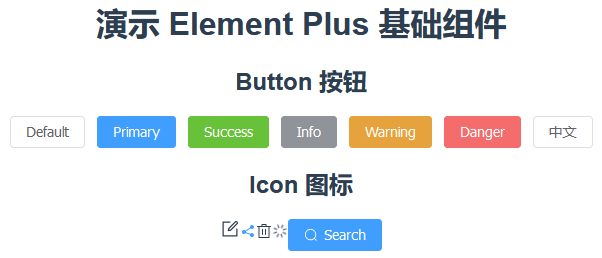 演示 Element Plus 基础组件
Button 按钮
Default Primary Success Info Warning Danger 中文
Icon 图标
Search